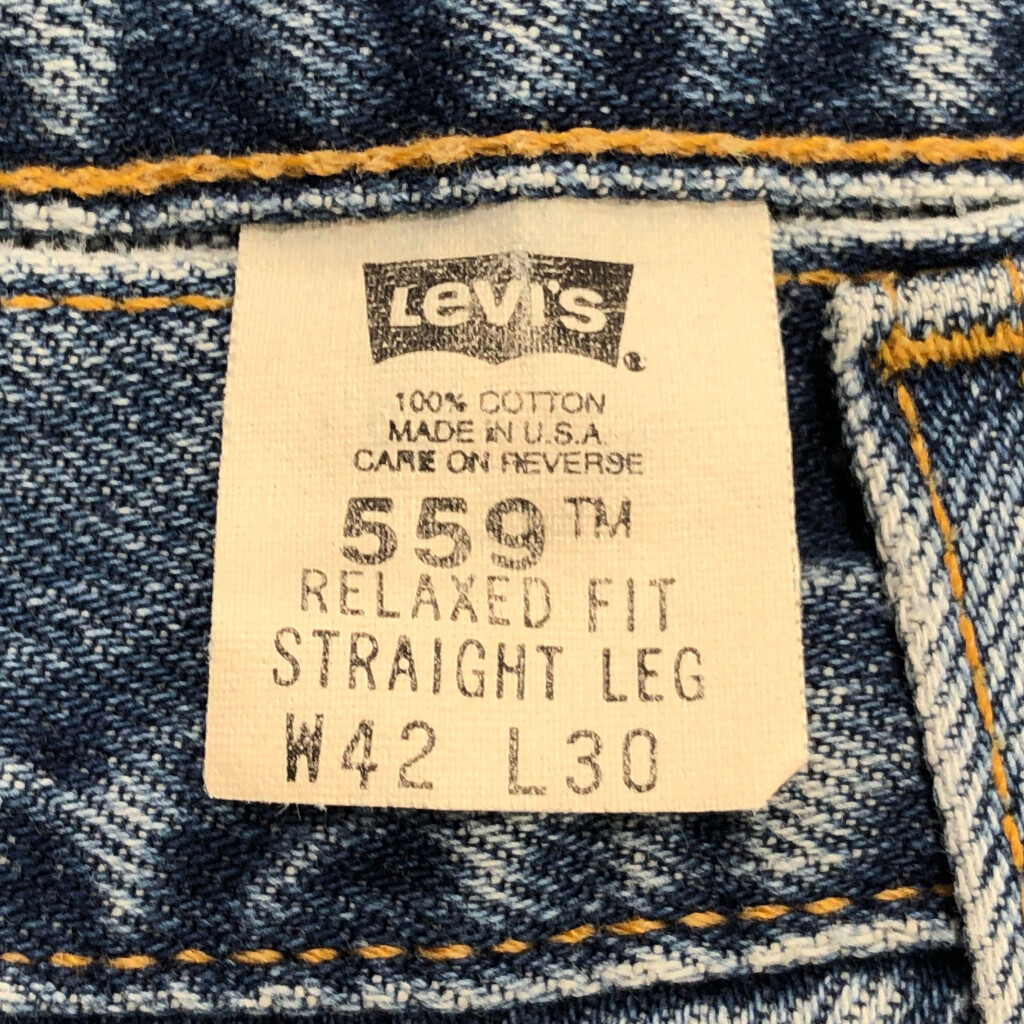 Levi's
®
100% COTTON
MADE IN U.S.A.
CARE ON REVERSE
559™
RELAXED FIT
STRAIGHT LEG
W42 L30